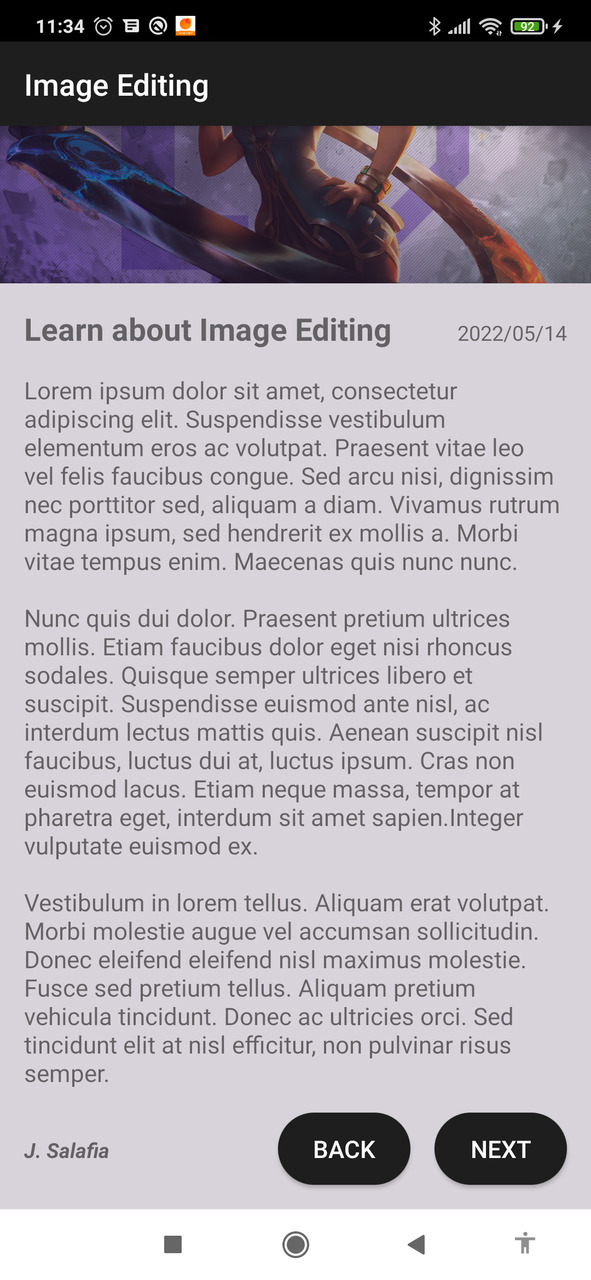 11:34
92
Image Editing
Learn about Image Editing
2022/05/14
Lorem ipsum dolor sit amet, consectetur
adipiscing elit. Suspendisse vestibulum
elementum eros ac volutpat. Praesent vitae leo
vel felis faucibus congue. Sed arcu nisi, dignissim
nec porttitor sed, aliquam a diam. Vivamus rutrum
magna ipsum, sed hendrerit ex mollis a. Morbi
vitae tempus enim. Maecenas quis nunc nunc.
Nunc quis dui dolor. Praesent pretium ultrices
mollis. Etiam faucibus dolor eget nisi rhoncus
sodales. Quisque semper ultrices libero et
suscipit. Suspendisse euismod ante nisl, ac
interdum lectus mattis quis. Aenean suscipit nisl
faucibus, luctus dui at, luctus ipsum. Cras non
euismod lacus. Etiam neque massa, tempor at
pharetra eget, interdum sit amet sapien.Integer
vulputate euismod ex.
Vestibulum in lorem tellus. Aliquam erat volutpat.
Morbi molestie augue vel accumsan sollicitudin.
Donec eleifend eleifend nisl maximus molestie.
Fusce sed pretium tellus. Aliquam pretium
vehicula tincidunt. Donec ac ultricies orci. Sed
tincidunt elit at nisl efficitur, non pulvinar risus
semper.
J. Salafia
BACK
NEXT